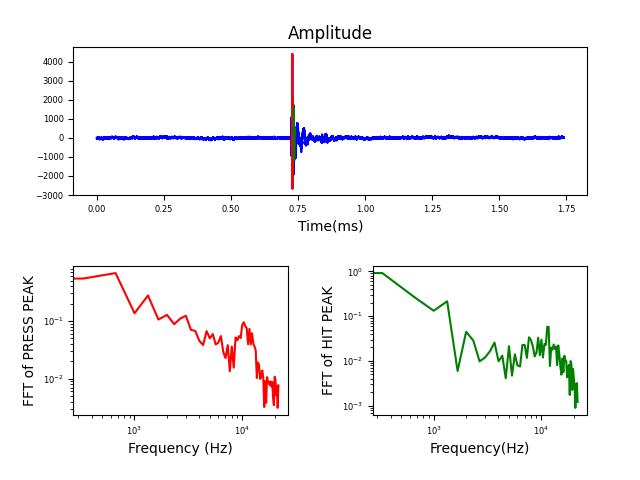 Amplitude
4000
3000
2000
1000
0
−1000
−2000
−3000
0.00 0.25 0.50 0.75 1.00 1.25 1.50 1.75
Time(ms)
FFT of PRESS PEAK
10⁻¹
10⁻²
10³ 10⁴
Frequency (Hz)
FFT of HIT PEAK
10⁰
10⁻¹
10⁻²
10⁻³
10³ 10⁴
Frequency(Hz)